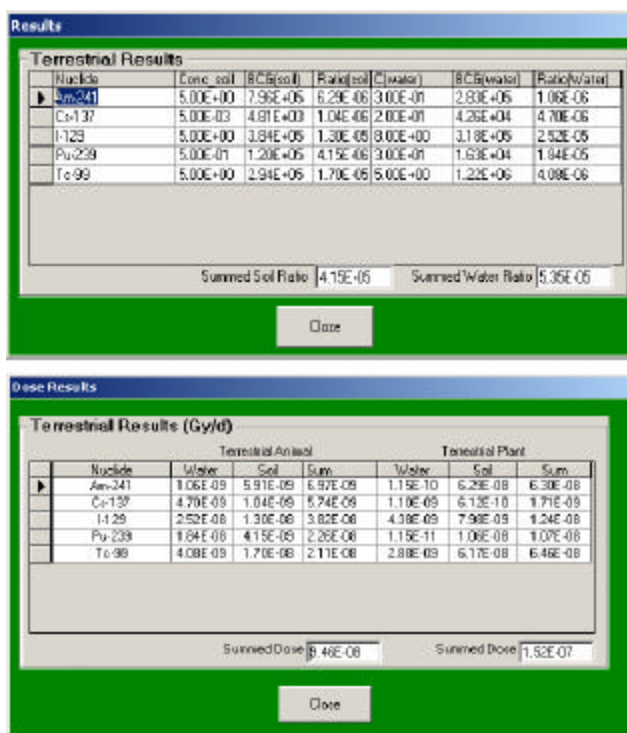 Results
Terrestrial Results
Nuclide Conc_soil BCG(soil) Ratio(soil C(water) BCG(water) Ratio(Water)
Am-241 5.00E+00 7.96E+05 6.29E-06 3.00E-01 2.83E+05 1.06E-06
Cs-137 5.00E-03 4.81E+03 1.04E-06 2.00E-01 4.26E+04 4.70E-06
I-129 5.00E+00 3.84E+05 1.30E-05 8.00E+00 3.18E+05 2.52E-05
Pu-239 5.00E-01 1.20E+05 4.15E-06 3.00E-01 1.63E+04 1.84E-05
Tc-99 5.00E+00 2.94E+05 1.70E-05 5.00E+00 1.22E+06 4.08E-06
Summed Soil Ratio 4.15E-05 Summed Water Ratio 5.35E-05
Close
Dose Results
Terrestrial Results (Gy/d)
Terrestrial Animal Terrestrial Plant
Nuclide Water Soil Sum Water Soil Sum
Am-241 1.06E-09 5.91E-09 6.97E-09 1.15E-10 6.29E-08 6.30E-08
Cs-137 4.70E-09 1.04E-09 5.74E-09 1.10E-09 6.12E-10 1.71E-09
I-129 2.52E-08 1.30E-08 3.82E-08 4.38E-09 7.98E-09 1.24E-08
Pu-239 1.84E-08 4.15E-09 2.26E-08 1.15E-11 1.06E-08 1.07E-08
Tc-99 4.08E-09 1.70E-08 2.11E-08 2.88E-09 6.17E-08 6.46E-08
Summed Dose 9.46E-08 Summed Dose 1.52E-07
Close